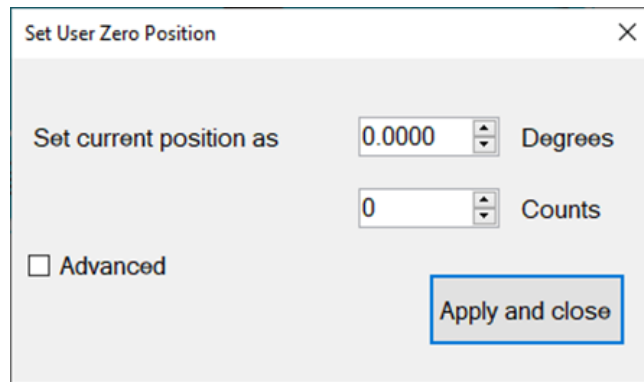 Set User Zero Position
Set current position as 0.0000 Degrees
0 Counts
Advanced
Apply and close